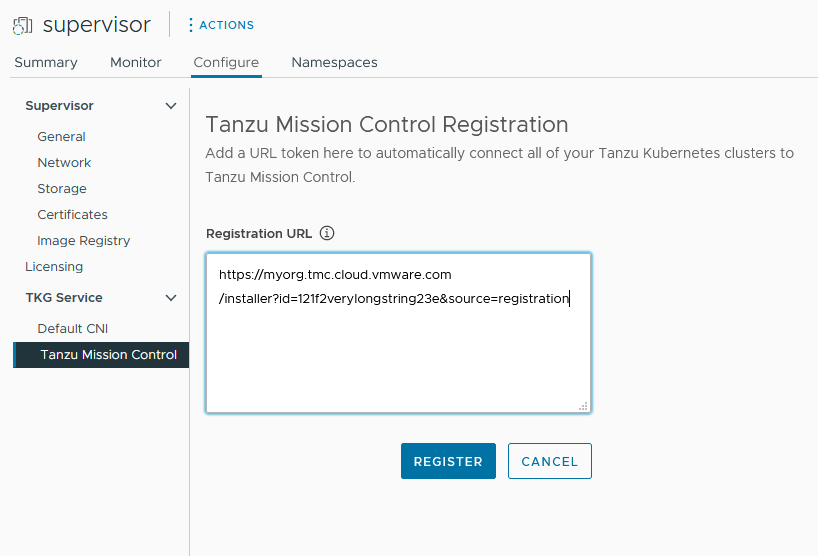 supervisor
ACTIONS
Summary Monitor Configure Namespaces
Supervisor
General
Network
Storage
Certificates
Image Registry
Licensing
TKG Service
Default CNI
Tanzu Mission Control
Tanzu Mission Control Registration
Add a URL token here to automatically connect all of your Tanzu Kubernetes clusters to
Tanzu Mission Control.
Registration URL
https://myorg.tmc.cloud.vmware.com
/installer?id=121f2verylongstring23e&source=registration
REGISTER CANCEL